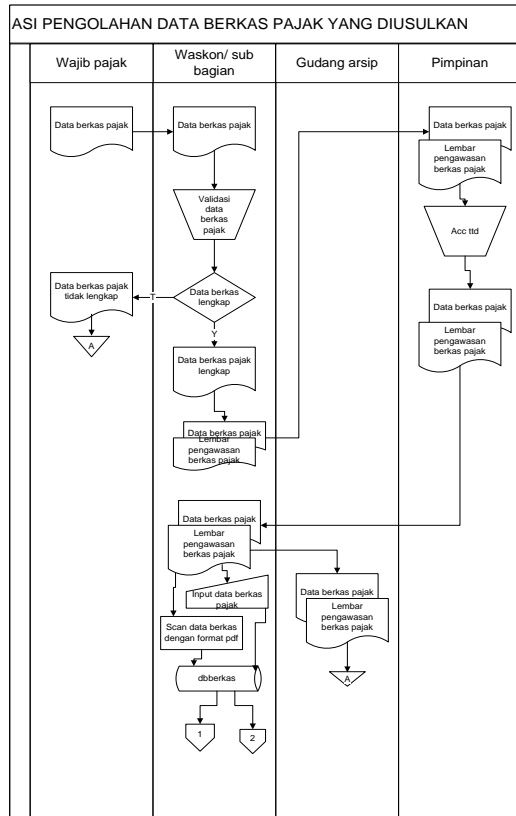 ASI PENGOLAHAN DATA BERKAS PAJAK YANG DIUSULKAN
Wajib pajak
Waskon/ sub
bagian
Gudang arsip
Pimpinan
Data berkas pajak
Data berkas pajak
Data berkas pajak
Lembar
pengawasan
berkas pajak
Validasi
data
berkas
pajak
Acc ttd
Data berkas pajak
tidak lengkap
T
Data berkas
lengkap
Data berkas pajak
Lembar
pengawasan
berkas pajak
A
Y
Data berkas pajak
lengkap
Data berkas pajak
Lembar
pengawasan
berkas pajak
Data berkas pajak
Lembar
pengawasan
berkas pajak
Input data berkas
pajak
Data berkas pajak
Lembar
pengawasan
berkas pajak
Scan data berkas
dengan format pdf
dbberkas
A
1
2